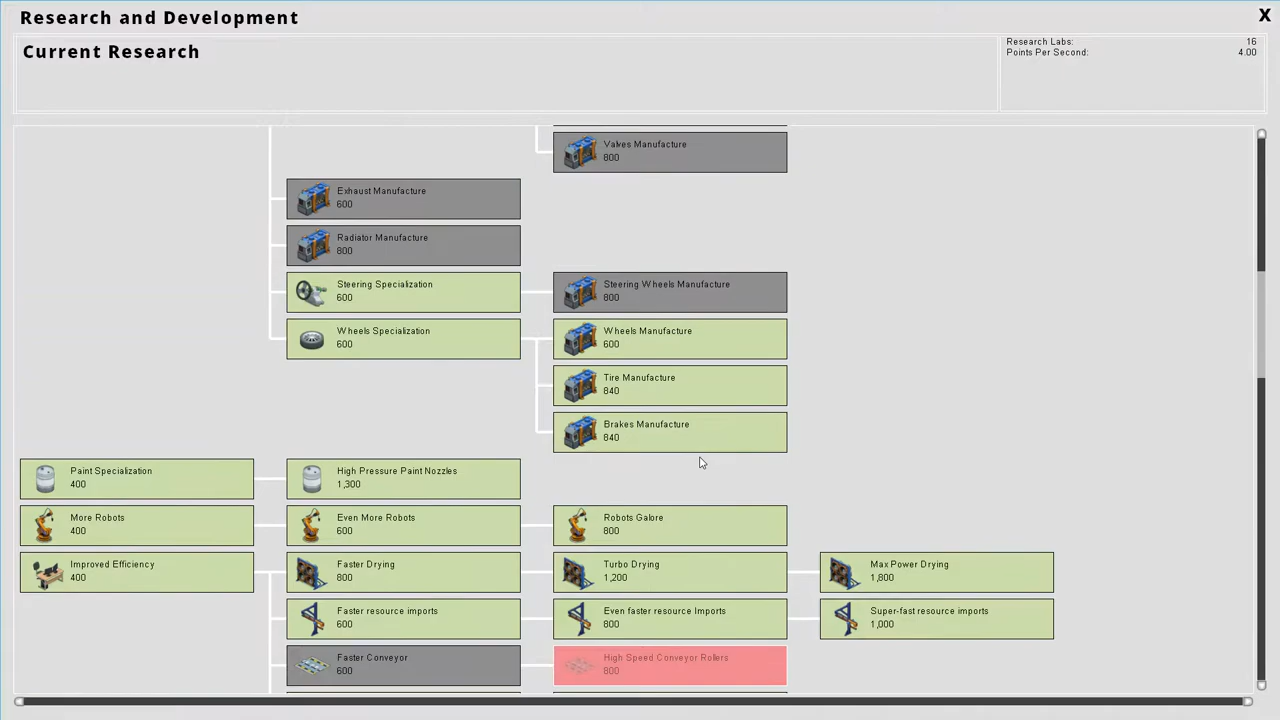 Research and Development
X
Current Research
Research Labs: 16
Points Per Second: 4.00
Valves Manufacture
800
Exhaust Manufacture
600
Radiator Manufacture
800
Steering Specialization
600
Steering Wheels Manufacture
800
Wheels Specialization
600
Wheels Manufacture
600
Tire Manufacture
840
Brakes Manufacture
840
Paint Specialization
400
High Pressure Paint Nozzles
1,300
More Robots
400
Even More Robots
600
Robots Galore
800
Improved Efficiency
400
Faster Drying
800
Turbo Drying
1,200
Max Power Drying
1,800
Faster resource imports
600
Even faster resource Imports
800
Super-fast resource imports
1,000
Faster Conveyor
600
High Speed Conveyor Rollers
800